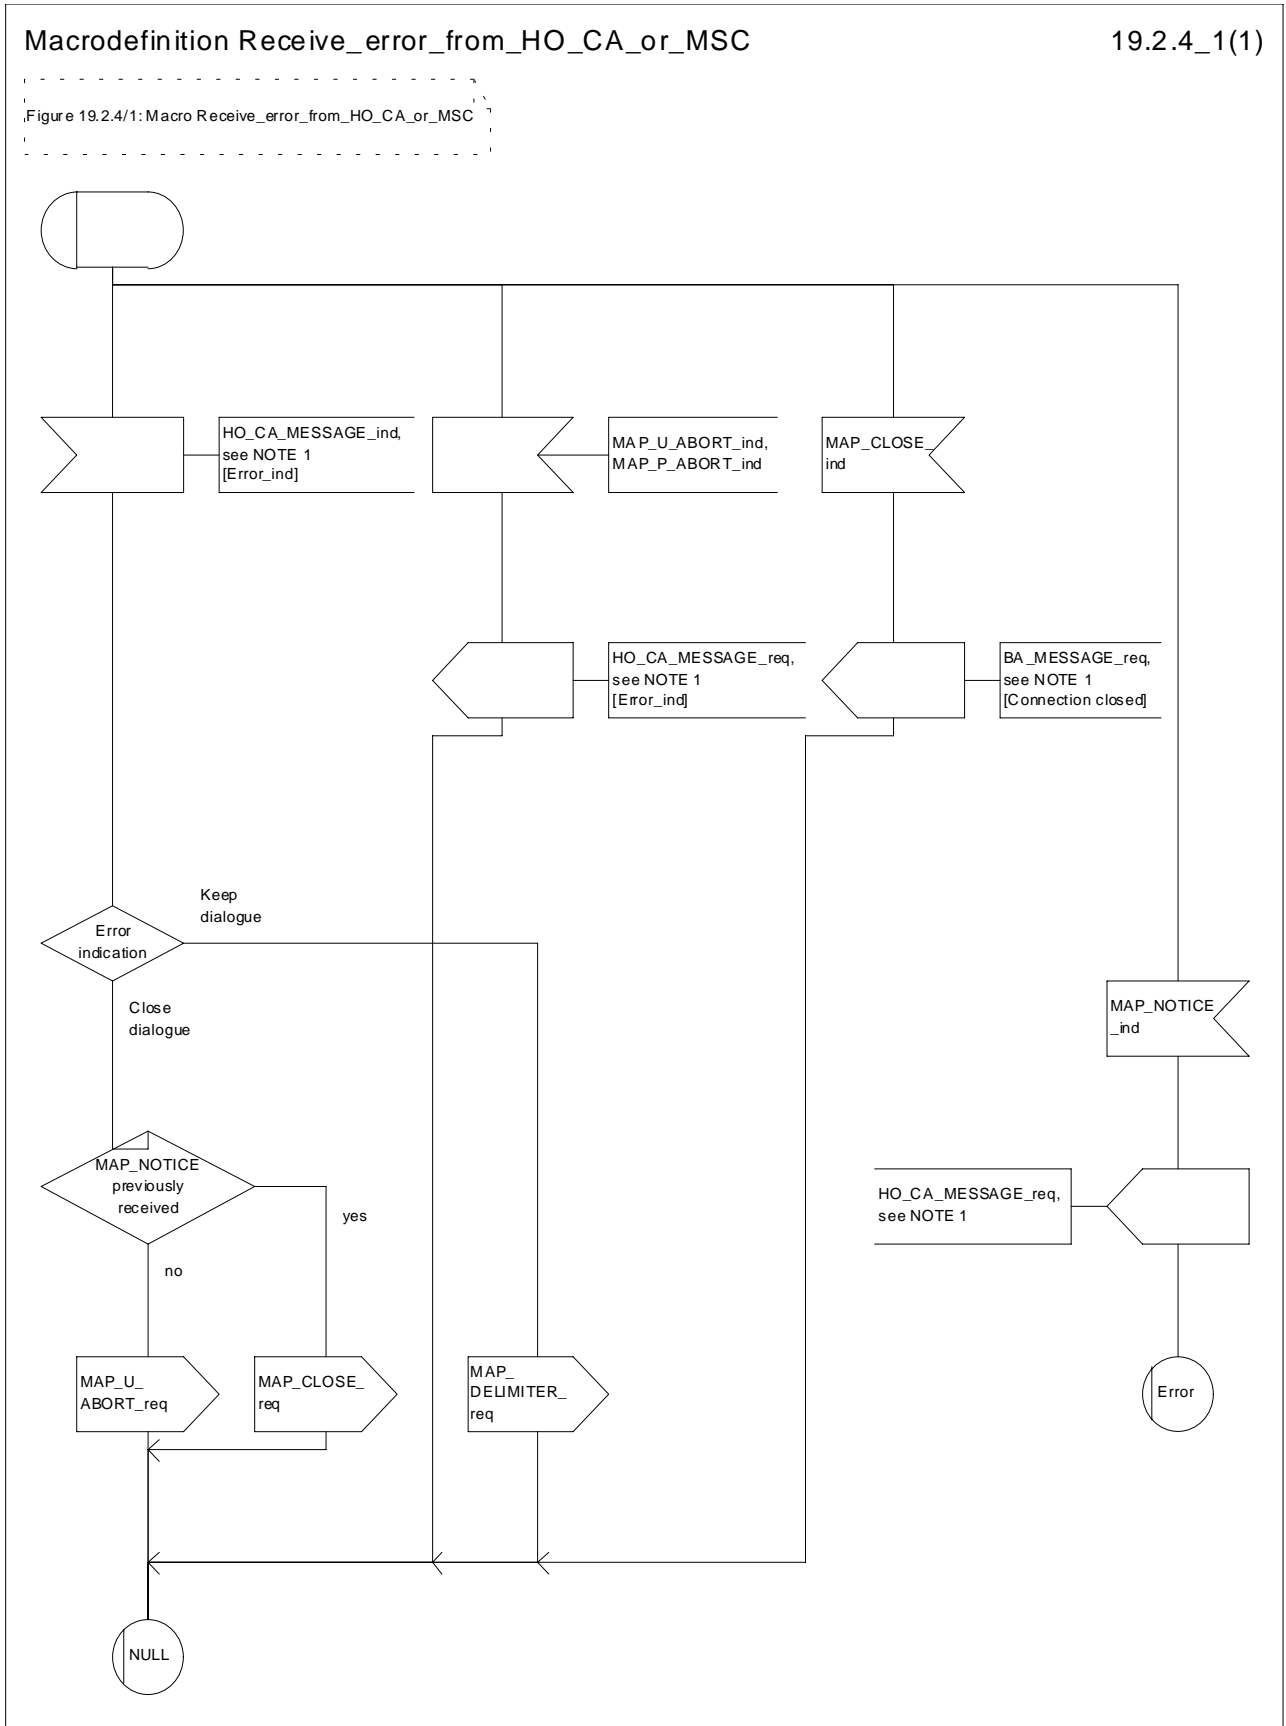 Macrodefinition Receive_error_from_HO_CA_or_MSC
19.2.4_1(1)
Figure 19.2.4/1: Macro Receive_error_from_HO_CA_or_MSC
HO_CA_MESSAGE_ind,
see NOTE 1
[Error_ind]
MAP_U_ABORT_ind,
MAP_P_ABORT_ind
MAP_CLOSE_
ind
HO_CA_MESSAGE_req,
see NOTE 1
[Error_ind]
BA_MESSAGE_req,
see NOTE 1
[Connection closed]
Keep
dialogue
Error
indication
Close
dialogue
MAP_NOTICE
_ind
MAP_NOTICE
previously
received
yes
no
HO_CA_MESSAGE_req,
see NOTE 1
MAP_U_
ABORT_req
MAP_CLOSE_
req
MAP_
DELIMITER_
req
Error
NULL